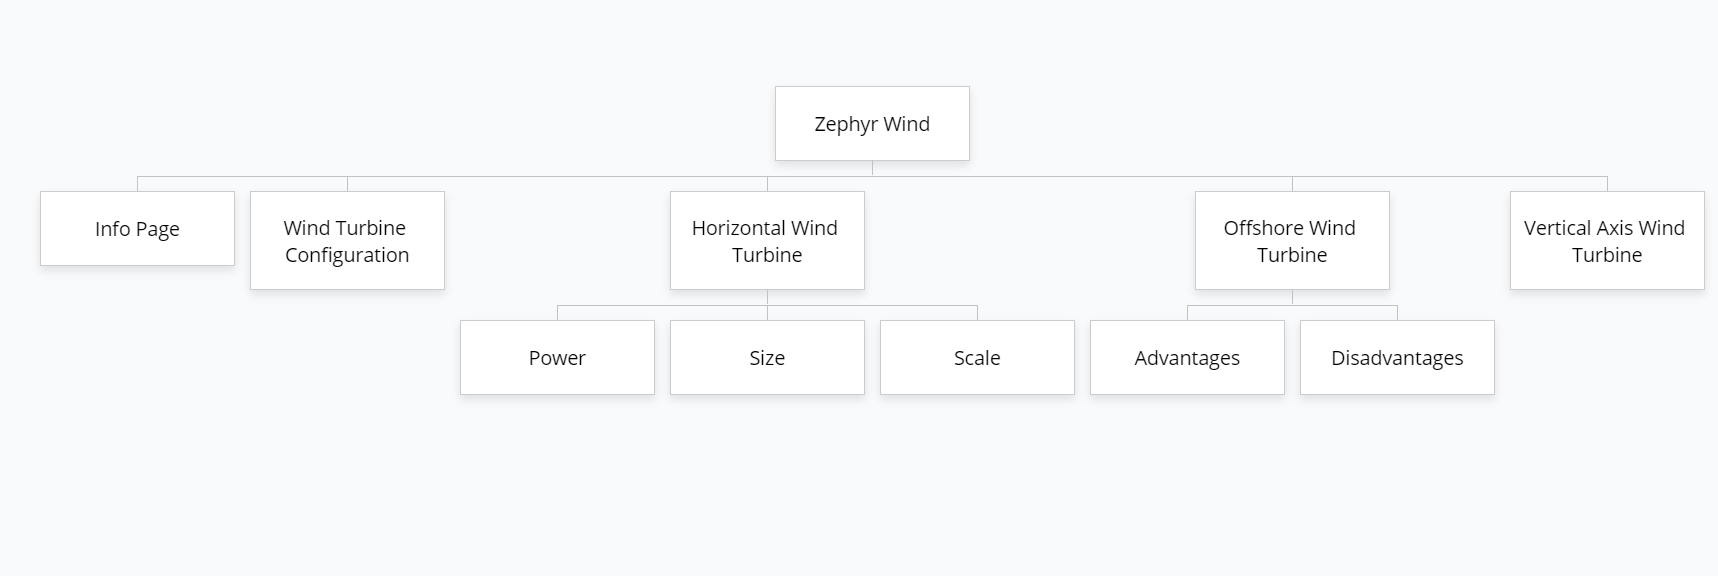 Zephyr Wind
Info Page
Wind Turbine
Configuration
Horizontal Wind
Turbine
Offshore Wind
Turbine
Vertical Axis Wind
Turbine
Power
Size
Scale
Advantages
Disadvantages